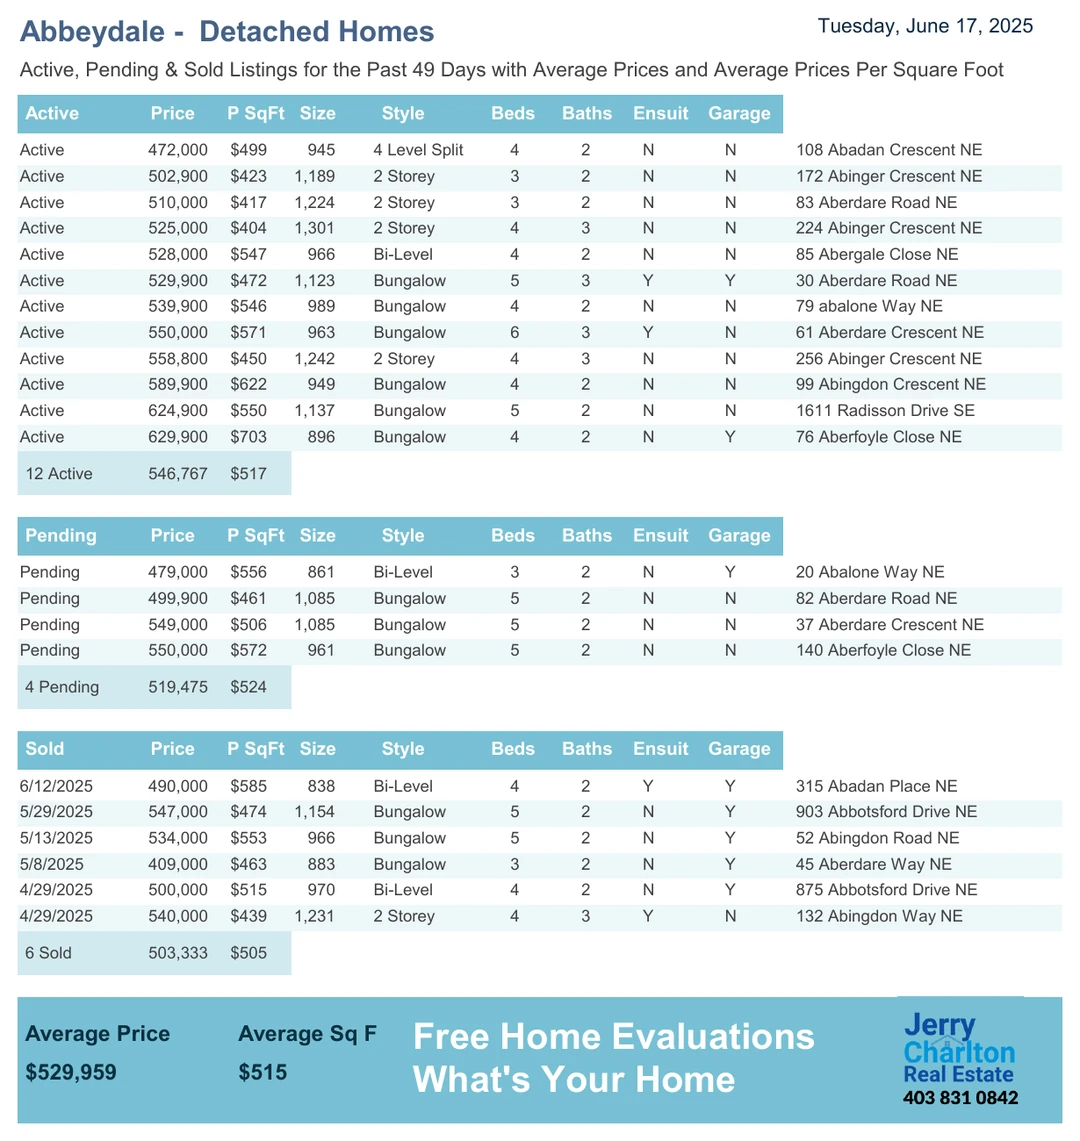 Abbeydale - Detached Homes
Tuesday, June 17, 2025
Active, Pending & Sold Listings for the Past 49 Days with Average Prices and Average Prices Per Square Foot
Active Price P SqFt Size Style Beds Baths Ensuit Garage
Active 472,000 $499 945 4 Level Split 4 2 N N 108 Abadan Crescent NE
Active 502,900 $423 1,189 2 Storey 3 2 N N 172 Abinger Crescent NE
Active 510,000 $417 1,224 2 Storey 3 2 N N 83 Aberdare Road NE
Active 525,000 $404 1,301 2 Storey 4 3 N N 224 Abinger Crescent NE
Active 528,000 $547 966 Bi-Level 4 2 N N 85 Abergale Close NE
Active 529,900 $472 1,123 Bungalow 5 3 Y Y 30 Aberdare Road NE
Active 539,900 $546 989 Bungalow 4 2 N N 79 abalone Way NE
Active 550,000 $571 963 Bungalow 6 3 Y N 61 Aberdare Crescent NE
Active 558,800 $450 1,242 2 Storey 4 3 N N 256 Abinger Crescent NE
Active 589,900 $622 949 Bungalow 4 2 N N 99 Abingdon Crescent NE
Active 624,900 $550 1,137 Bungalow 5 2 N N 1611 Radisson Drive SE
Active 629,900 $703 896 Bungalow 4 2 N Y 76 Aberfoyle Close NE
12 Active 546,767 $517
Pending Price P SqFt Size Style Beds Baths Ensuit Garage
Pending 479,000 $556 861 Bi-Level 3 2 N Y 20 Abalone Way NE
Pending 499,900 $461 1,085 Bungalow 5 2 N N 82 Aberdare Road NE
Pending 549,000 $506 1,085 Bungalow 5 2 N N 37 Aberdare Crescent NE
Pending 550,000 $572 961 Bungalow 5 2 N N 140 Aberfoyle Close NE
4 Pending 519,475 $524
Sold Price P SqFt Size Style Beds Baths Ensuit Garage
6/12/2025 490,000 $585 838 Bi-Level 4 2 Y Y 315 Abadan Place NE
5/29/2025 547,000 $474 1,154 Bungalow 5 2 N Y 903 Abbotsford Drive NE
5/13/2025 534,000 $553 966 Bungalow 5 2 N Y 52 Abingdon Road NE
5/8/2025 409,000 $463 883 Bungalow 3 2 N Y 45 Aberdare Way NE
4/29/2025 500,000 $515 970 Bi-Level 4 2 N Y 875 Abbotsford Drive NE
4/29/2025 540,000 $439 1,231 2 Storey 4 3 Y N 132 Abingdon Way NE
6 Sold 503,333 $505
Average Price Average Sq F
$529,959 $515
Free Home Evaluations
What's Your Home
Jerry
Charlton
Real Estate
403 831 0842